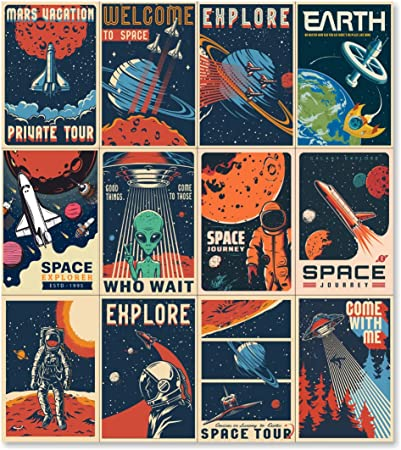 MARS VACATION
PRIVATE TOUR
WELCOME
TO SPACE
EXPLORE
EARTH
SPACE
EXPLORER
ESTD - 1995
GOOD
THINGS..
COME
TO THOSE
WHO WAIT
SPACE
JOURNEY
SPACE
JOURNEY
EXPLORE
SPACE TOUR
COME
WITH
ME